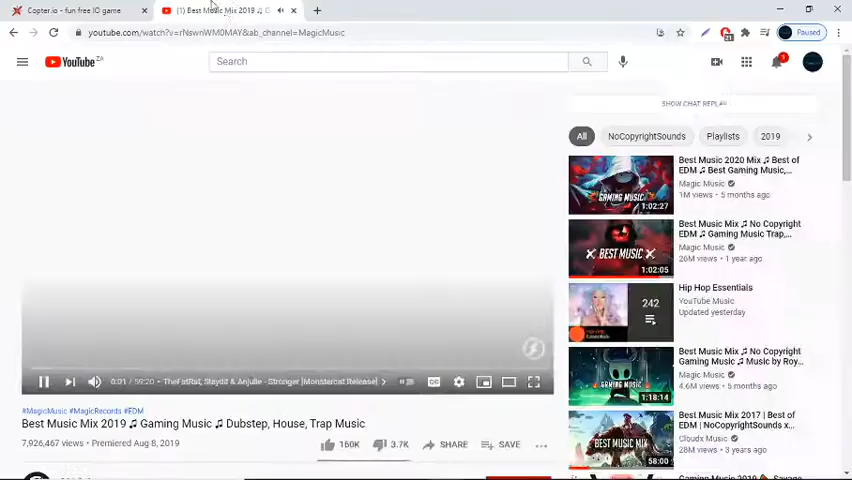 Copter.io - fun free IO game
(1) Best Music Mix 2019 ♫ G
youtube.com/watch?v=rNswnWM0MAY&ab_channel=MagicMusic
21
Paused
YouTube ZA
Search
SHOW CHAT REPLAY
All
NoCopyrightSounds
Playlists
2019
Best Music 2020 Mix ♫ Best of
EDM ♫ Best Gaming Music,...
Magic Music
1M views • 5 months ago
GAMING MUSIC
1:02:27
Best Music Mix ♫ No Copyright
EDM ♫ Gaming Music Trap,...
Magic Music
26M views • 1 year ago
BEST MUSIC
1:02:05
Hip Hop Essentials
YouTube Music
Updated yesterday
242
Best Music Mix ♫ No Copyright
Gaming Music ♫ Music by Roy...
Magic Music
4.6M views • 5 months ago
GAMING MUSIC
1:18:14
Best Music 2017 | Best of
EDM | NoCopyrightSounds x...
Cloudx Music
28M views • 3 years ago
BEST MUSIC MIX
58:00
0:01 / 59:20 • TheFatRat, Slaydit & Anjulie - Stronger [Monstercat Release]
#MagicMusic #MagicRecords #EDM
Best Music Mix 2019 ♫ Gaming Music ♫ Dubstep, House, Trap Music
7,926,467 views • Premiered Aug 8, 2019
160K
3.7K
SHARE
SAVE